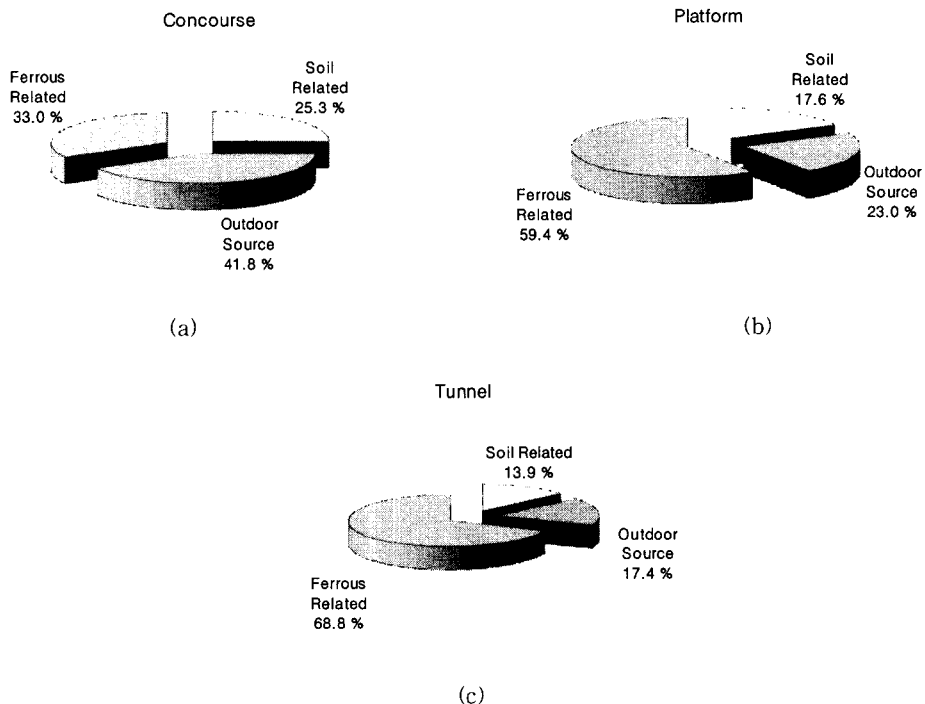 Concourse
Ferrous
Related
33.0 %
Soil
Related
25.3 %
Outdoor
Source
41.8 %
(a)
Platform
Soil
Related
17.6 %
Outdoor
Source
23.0 %
Ferrous
Related
59.4 %
(b)
Tunnel
Soil Related
13.9 %
Outdoor
Source
17.4 %
Ferrous
Related
68.8 %
(c)